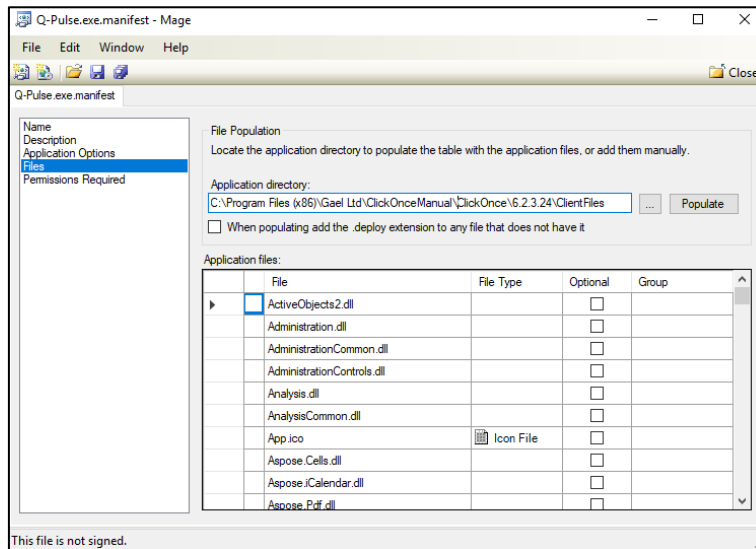 Q-Pulse.exe.manifest - Mage
File Edit Window Help
Close
Q-Pulse.exe.manifest
Name
Description
Application Options
Files
Permissions Required
File Population
Locate the application directory to populate the table with the application files, or add them manually.
Application directory:
C:\Program Files (x86)\Gael Ltd\ClickOnceManual\ClickOnce\6.2.3.24\ClientFiles ... Populate
When populating add the .deploy extension to any file that does not have it
Application files:
File File Type Optional Group
ActiveObjects2.dll
Administration.dll
AdministrationCommon.dll
AdministrationControls.dll
Analysis.dll
AnalysisCommon.dll
App.ico Icon File
Aspose.Cells.dll
Aspose.iCalendar.dll
Aspose.Pdf.dll
This file is not signed.